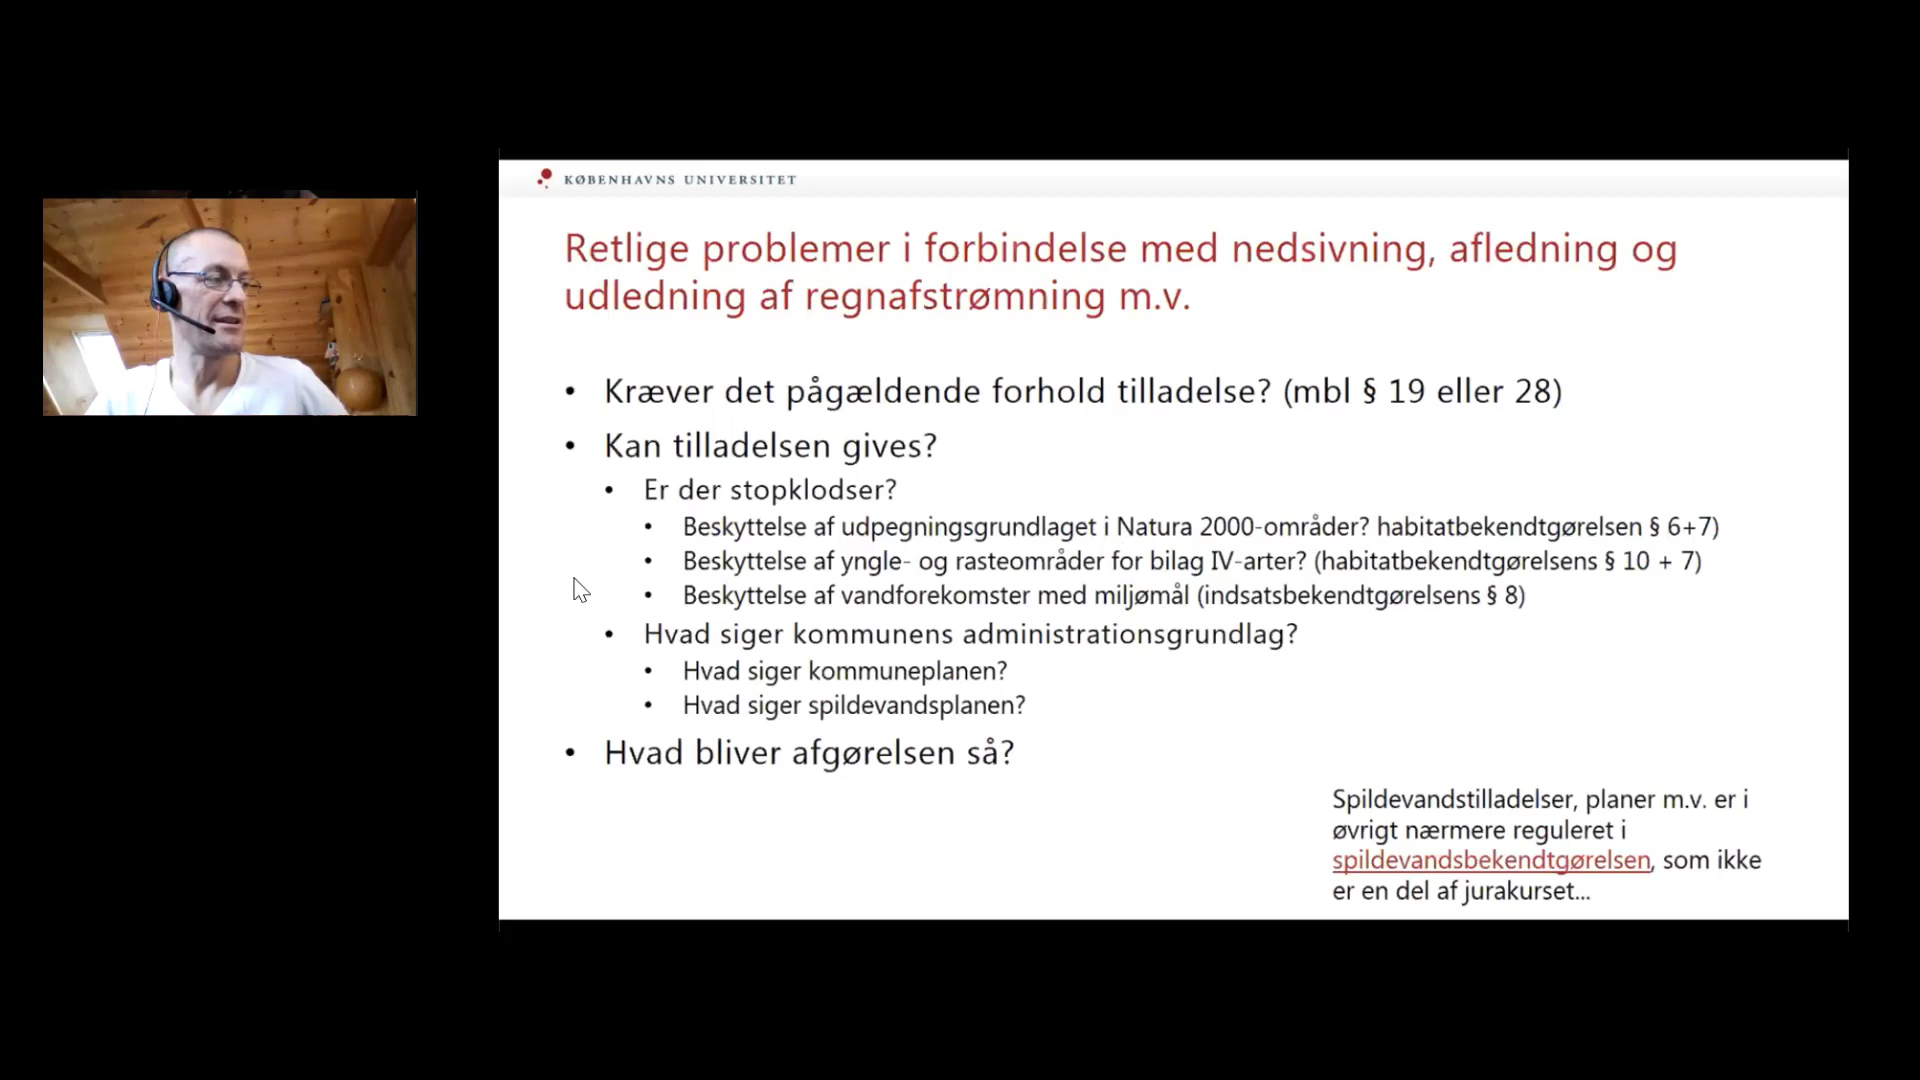 KØBENHAVNS UNIVERSITET
Retlige problemer i forbindelse med nedsivning, afledning og
udledning af regnafstrømning m.v.
• Kræver det pågældende forhold tilladelse? (mbl § 19 eller 28)
• Kan tilladelsen gives?
• Er der stopklodser?
• Beskyttelse af udpegningsgrundlaget i Natura 2000-områder? habitatbekendtgørelsen § 6+7)
• Beskyttelse af yngle- og rasteområder for bilag IV-arter? (habitatbekendtgørelsens § 10 + 7)
• Beskyttelse af vandforekomster med miljømål (indsatsbekendtgørelsens § 8)
• Hvad siger kommunens administrationsgrundlag?
• Hvad siger kommuneplanen?
• Hvad siger spildevandsplanen?
• Hvad bliver afgørelsen så?
Spildevandstilladelser, planer m.v. er i
øvrigt nærmere reguleret i
spildevandsbekendtgørelsen, som ikke
er en del af jurakurset...